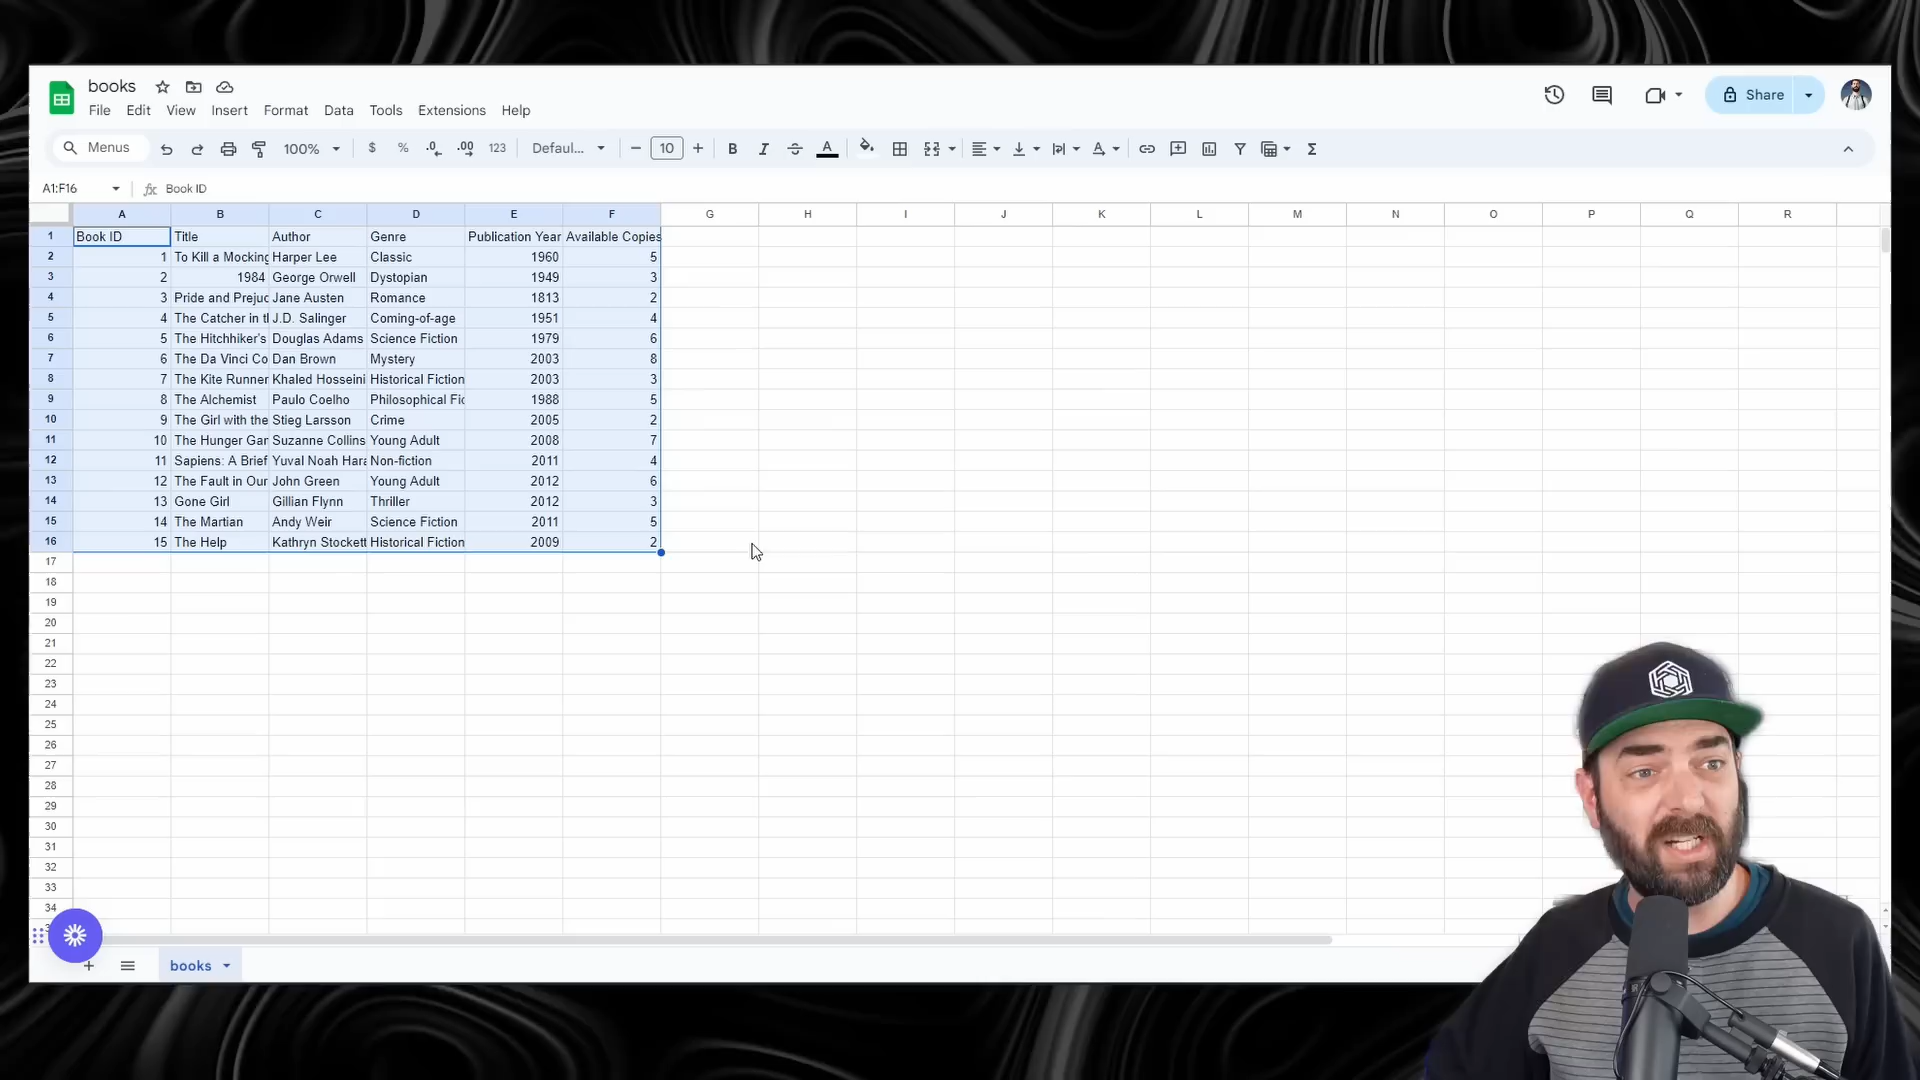 books
File Edit View Insert Format Data Tools Extensions Help
Menus 100% $ % .0 .00 123 Defaul... 10 B I A Σ
Share
A1:F16 fx Book ID
A B C D E F G H I J K L M N O P Q R
1 Book ID Title Author Genre Publication Year Available Copies
2 1 To Kill a Mocking Harper Lee Classic 1960 5
3 2 1984 George Orwell Dystopian 1949 3
4 3 Pride and Prejud Jane Austen Romance 1813 2
5 4 The Catcher in t J.D. Salinger Coming-of-age 1951 4
6 5 The Hitchhiker's Douglas Adams Science Fiction 1979 6
7 6 The Da Vinci Co Dan Brown Mystery 2003 8
8 7 The Kite Runner Khaled Hosseini Historical Fiction 2003 3
9 8 The Alchemist Paulo Coelho Philosophical Fic 1988 5
10 9 The Girl with the Stieg Larsson Crime 2005 2
11 10 The Hunger Gar Suzanne Collins Young Adult 2008 7
12 11 Sapiens: A Brief Yuval Noah Hara Non-fiction 2011 4
13 12 The Fault in Our John Green Young Adult 2012 6
14 13 Gone Girl Gillian Flynn Thriller 2012 3
15 14 The Martian Andy Weir Science Fiction 2011 5
16 15 The Help Kathryn Stockett Historical Fiction 2009 2
17
18
19
20
21
22
23
24
25
26
27
28
29
30
31
32
33
34
books